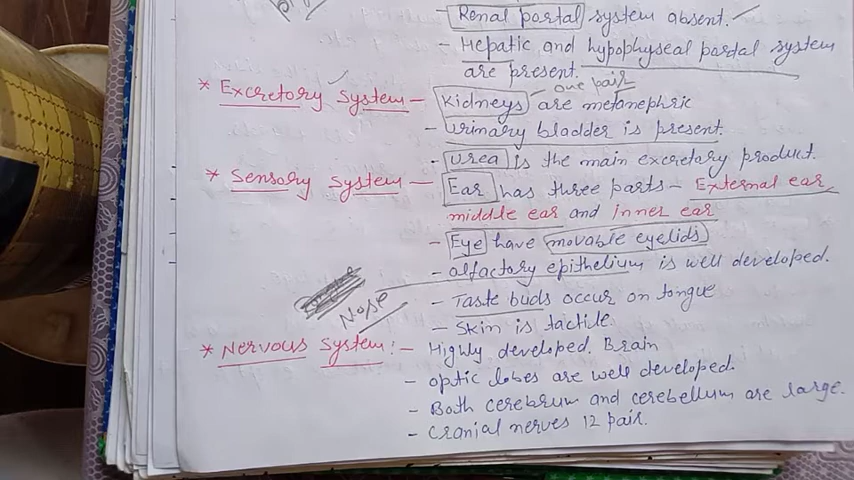 - Renal portal system absent.
- Hepatic and hypophyseal portal system
are present.
one pair
* Excretory system - Kidneys are metanephric
- Urinary bladder is present.
- Urea is the main excretory product.
* Sensory system - Ear has three parts - External ear,
middle ear and inner ear
- Eye have movable eyelids
- olfactory epithelium is well developed.
Nose
- Taste buds occur on tongue
- Skin is tactile.
* Nervous system :- Highly developed. Brain
- optic lobes are well developed.
- Both cerebrum and cerebellum are large.
- Cranial nerves 12 pair.